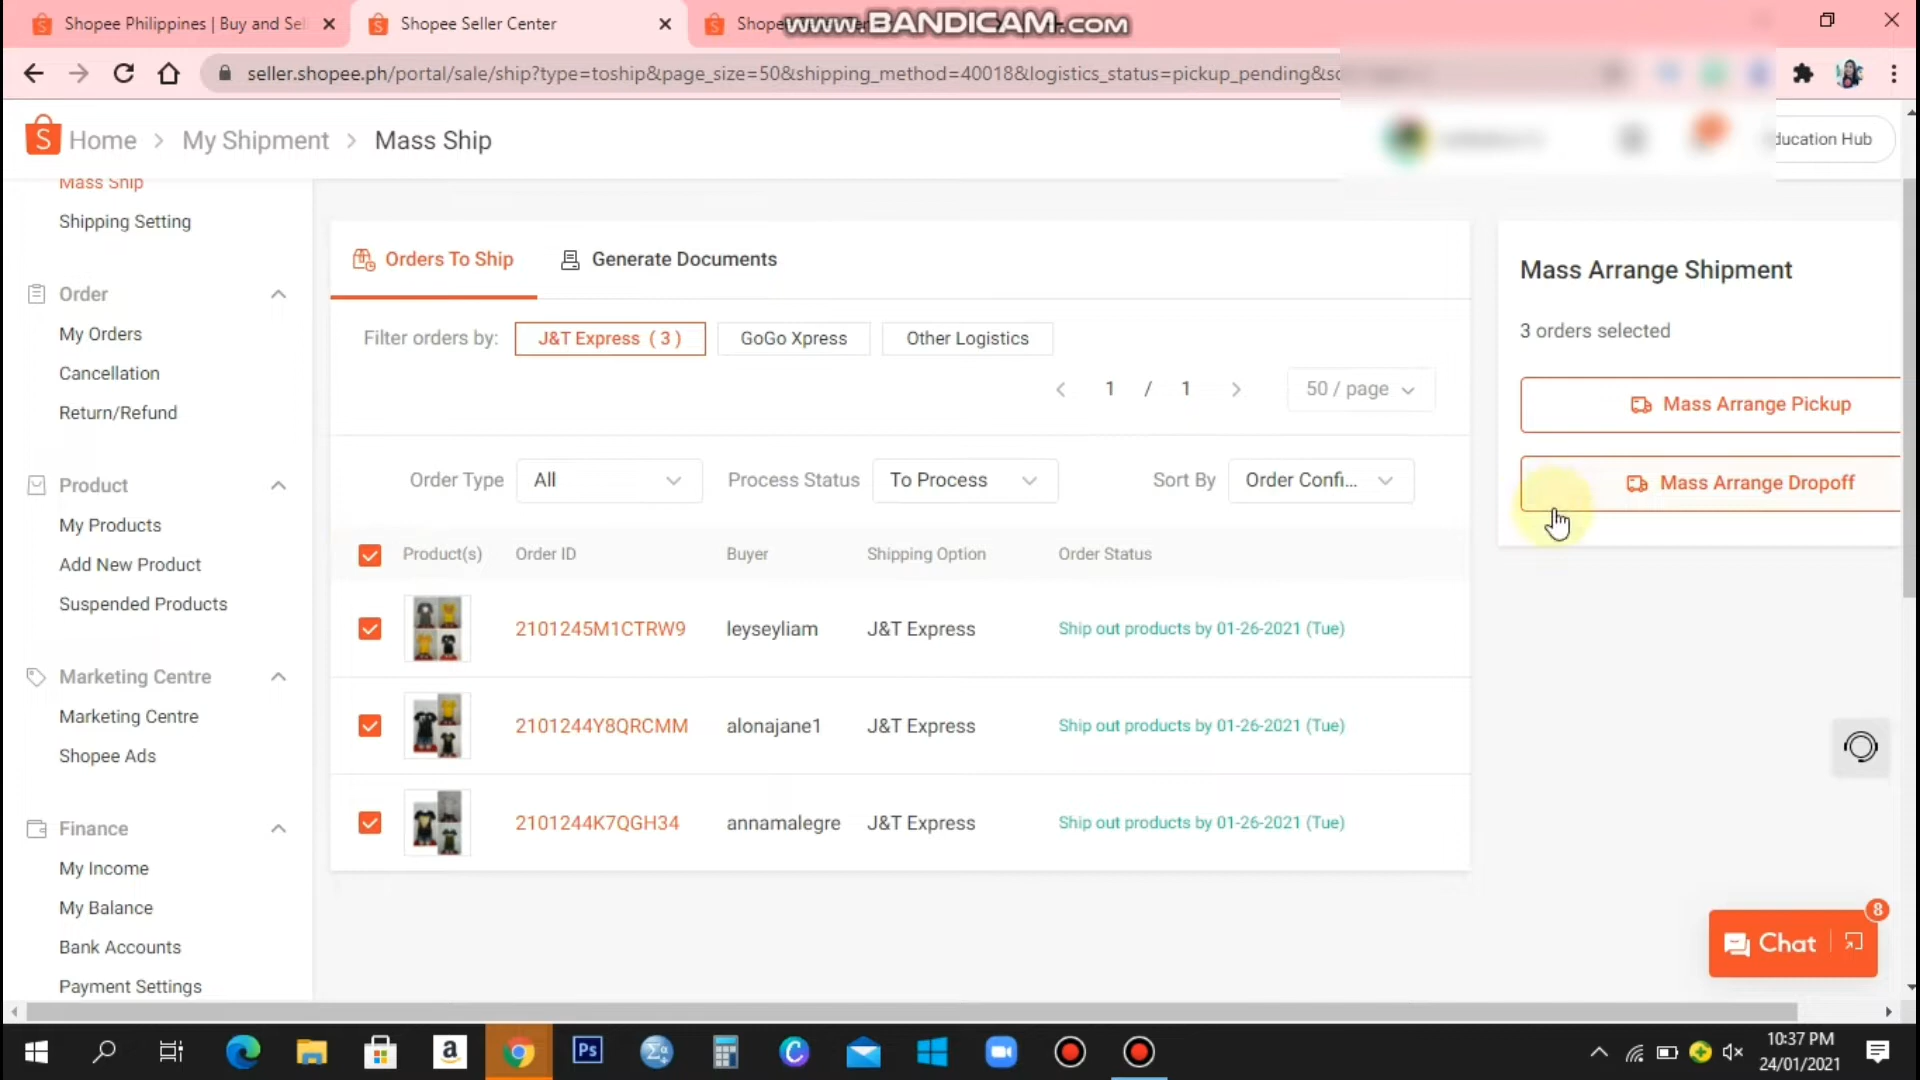 Shopee Philippines | Buy and Sel
Shopee Seller Center
Shope
www.BANDICAM.com
seller.shopee.ph/portal/sale/ship?type=toship&page_size=50&shipping_method=40018&logistics_status=pickup_pending&sc
Home > My Shipment > Mass Ship
ducation Hub
Mass Ship
Shipping Setting
Order
My Orders
Cancellation
Return/Refund
Product
My Products
Add New Product
Suspended Products
Marketing Centre
Marketing Centre
Shopee Ads
Finance
My Income
My Balance
Bank Accounts
Payment Settings
Orders To Ship
Generate Documents
Filter orders by: J&T Express ( 3 ) GoGo Xpress Other Logistics
< 1 / 1 > 50 / page
Order Type All Process Status To Process Sort By Order Confi...
Product(s) Order ID Buyer Shipping Option Order Status
2101245M1CTRW9 leyseyliam J&T Express Ship out products by 01-26-2021 (Tue)
2101244Y8QRCMM alonajane1 J&T Express Ship out products by 01-26-2021 (Tue)
2101244K7QGH34 annamalegre J&T Express Ship out products by 01-26-2021 (Tue)
Mass Arrange Shipment
3 orders selected
Mass Arrange Pickup
Mass Arrange Dropoff
8
Chat
Ps
10:37 PM
24/01/2021